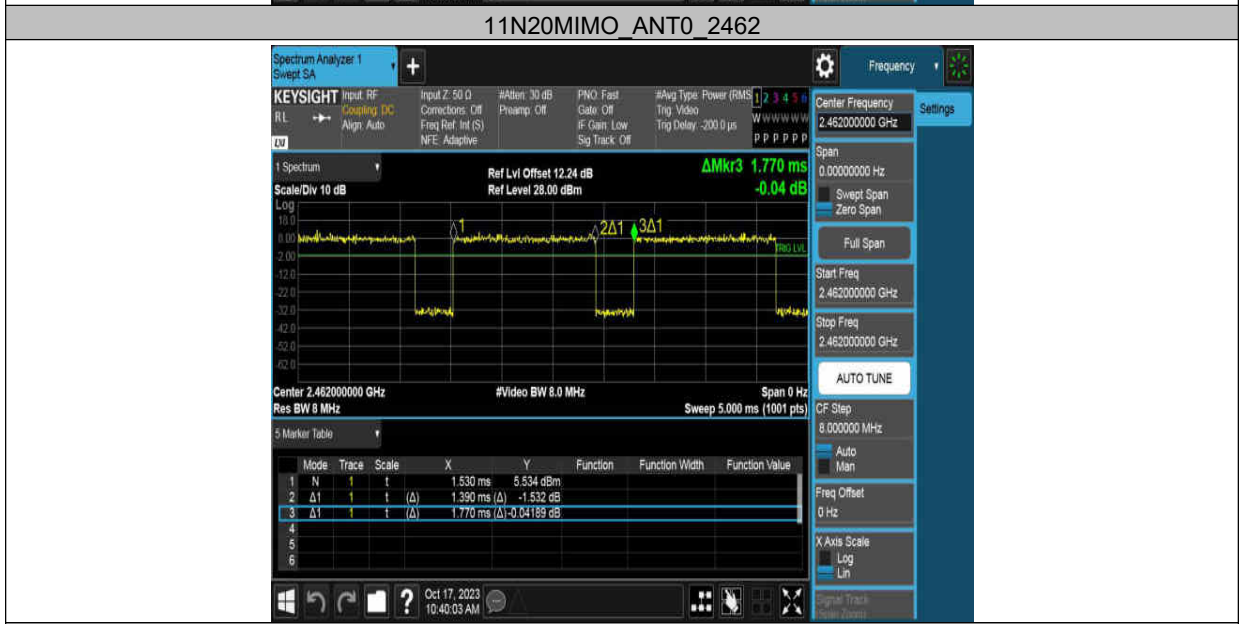 11N20MIMO_ANT0_2462
Spectrum Analyzer 1
Swept SA
+
Frequency
KEYSIGHT
RL
Input: RF
Coupling: DC
Align: Auto
Input Z: 50 Ω
Corrections: Off
Freq Ref: Int (S)
NFE: Adaptive
#Atten: 30 dB
Preamp: Off
PNO: Fast
Gate: Off
IF Gain: Low
Sig Track: Off
#Avg Type: Power (RMS
Trig: Video
Trig Delay: -200.0 µs
1 2 3 4 5 6
W W W W W W
P P P P P P
Center Frequency
2.462000000 GHz
Settings
1 Spectrum
Scale/Div 10 dB
Ref Lvl Offset 12.24 dB
Ref Level 28.00 dBm
ΔMkr3 1.770 ms
-0.04 dB
Span
0.00000000 Hz
Swept Span
Zero Span
Full Span
Start Freq
2.462000000 GHz
Stop Freq
2.462000000 GHz
AUTO TUNE
CF Step
8.000000 MHz
Auto
Man
Freq Offset
0 Hz
X Axis Scale
Log
Lin
Signal Track
(Span Zoom)
Log
18.0
8.00
-2.00
-12.0
-22.0
-32.0
-42.0
-52.0
-62.0
1
2Δ1
3Δ1
TRIG LVL
Center 2.462000000 GHz
Res BW 8 MHz
#Video BW 8.0 MHz
Span 0 Hz
Sweep 5.000 ms (1001 pts)
5 Marker Table
Mode Trace Scale X Y Function Function Width Function Value
1 N 1 t 1.530 ms 5.534 dBm
2 Δ1 1 t (Δ) 1.390 ms (Δ) -1.532 dB
3 Δ1 1 t (Δ) 1.770 ms (Δ) -0.04189 dB
4
5
6
?
Oct 17, 2023
10:40:03 AM